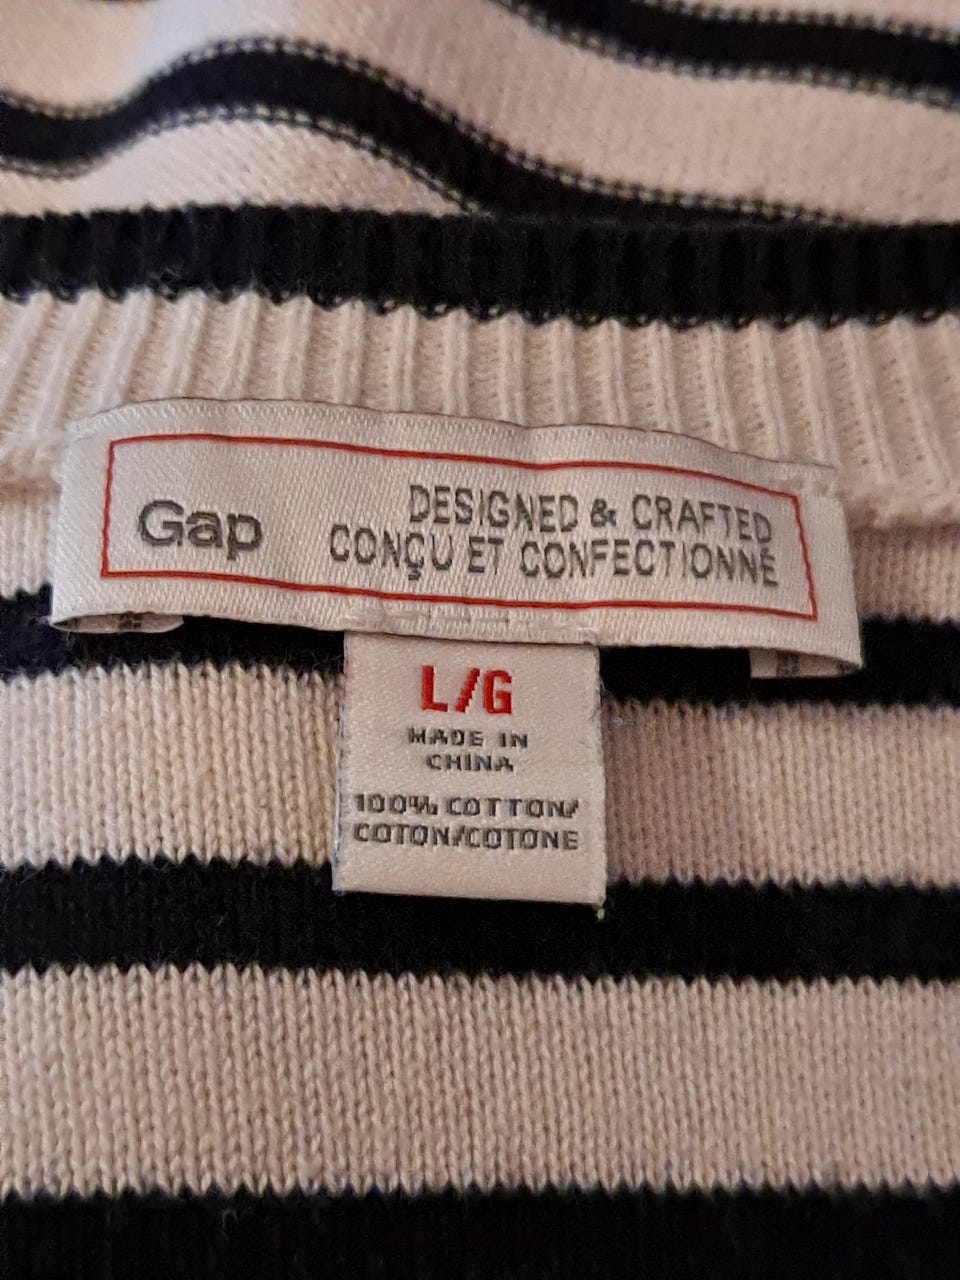 Gap
DESIGNED & CRAFTED
CONÇU ET CONFECTIONNÉ
L/G
MADE IN
CHINA
100% COTTON/
COTON/COTONE